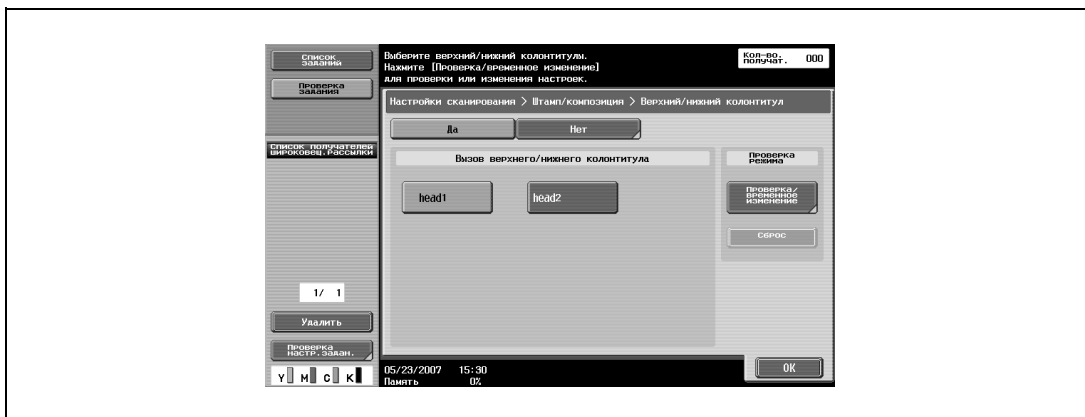 Список
заданий
Проверка
задания
Список получателей
широковещ.рассылки
1/ 1
Удалить
Проверка
настр.задан.
Y M C K
Выберите верхний/нижний колонтитулы.
Нажмите [Проверка/временное изменение]
для проверки или изменения настроек.
Кол-во.
получат. 000
Настройки сканирования > Штамп/композиция > Верхний/нижний колонтитул
Да Нет
Вызов верхнего/нижнего колонтитула
head1 head2
Проверка
режима
Проверка/
временное
изменение
Сброс
05/23/2007 15:30
Память 0%
OK